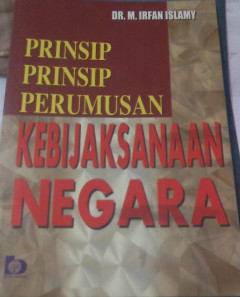 DR. M. IRFAN ISLAMY
PRINSIP
PRINSIP
PERUMUSAN
KEBIJAKSANAAN
NEGARA